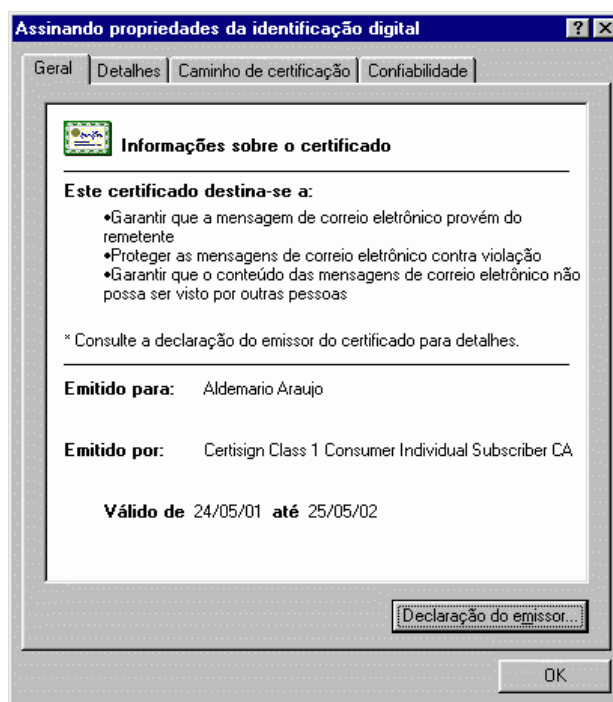 Assinando propriedades da identificação digital
Geral Detalhes Caminho de certificação Confiabilidade
Informações sobre o certificado
Este certificado destina-se a:
•Garantir que a mensagem de correio eletrônico provém do
remetente
•Proteger as mensagens de correio eletrônico contra violação
•Garantir que o conteúdo das mensagens de correio eletrônico não
possa ser visto por outras pessoas
* Consulte a declaração do emissor do certificado para detalhes.
Emitido para: Aldemario Araujo
Emitido por: Certisign Class 1 Consumer Individual Subscriber CA
Válido de 24/05/01 até 25/05/02
Declaração do emissor...
OK